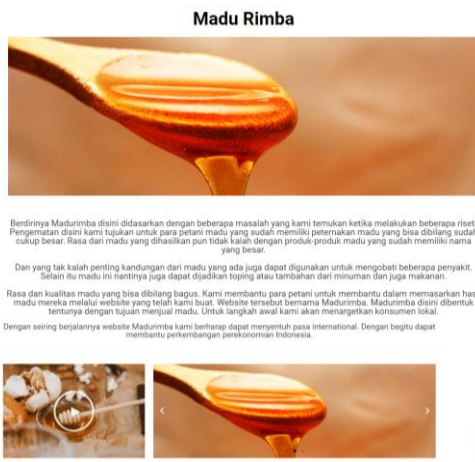 Madu Rimba
Berdirinya Madurimba disini didasarkan dengan beberapa masalah yang kami temukan ketika melakukan beberapa riset
Pengematan disini kami tujukan untuk para petani madu yang sudah memiliki peternakan madu yang bisa dibilang sudah
cukup besar. Rasa dari madu yang dihasilkan pun tidak kalah dengan produk-produk madu yang sudah memiliki nama
yang besar.
Dan yang tak kalah penting kandungan dari madu yang ada juga dapat digunakan untuk mengobati beberapa penyakit.
Selain itu madu ini nantinya juga dapat dijadikan toping atau tambahan dari minuman dan juga makanan.
Rasa dan kualitas madu yang bisa dibilang bagus. Kami membantu para petani untuk membantu dalam memasarkan has
madu mereka melalui website yang telah kami buat. Website tersebut bernama Madurimba. Madurimba disini dibentuk
tentunya dengan tujuan menjual madu. Untuk langkah awal kami akan menargetkan konsumen lokal.
Dengan seiring berjalannya website Madurimba kami berharap dapat menyentuh pasa international. Dengan begitu dapat
membantu perkembangan perekonomian Indonesia.